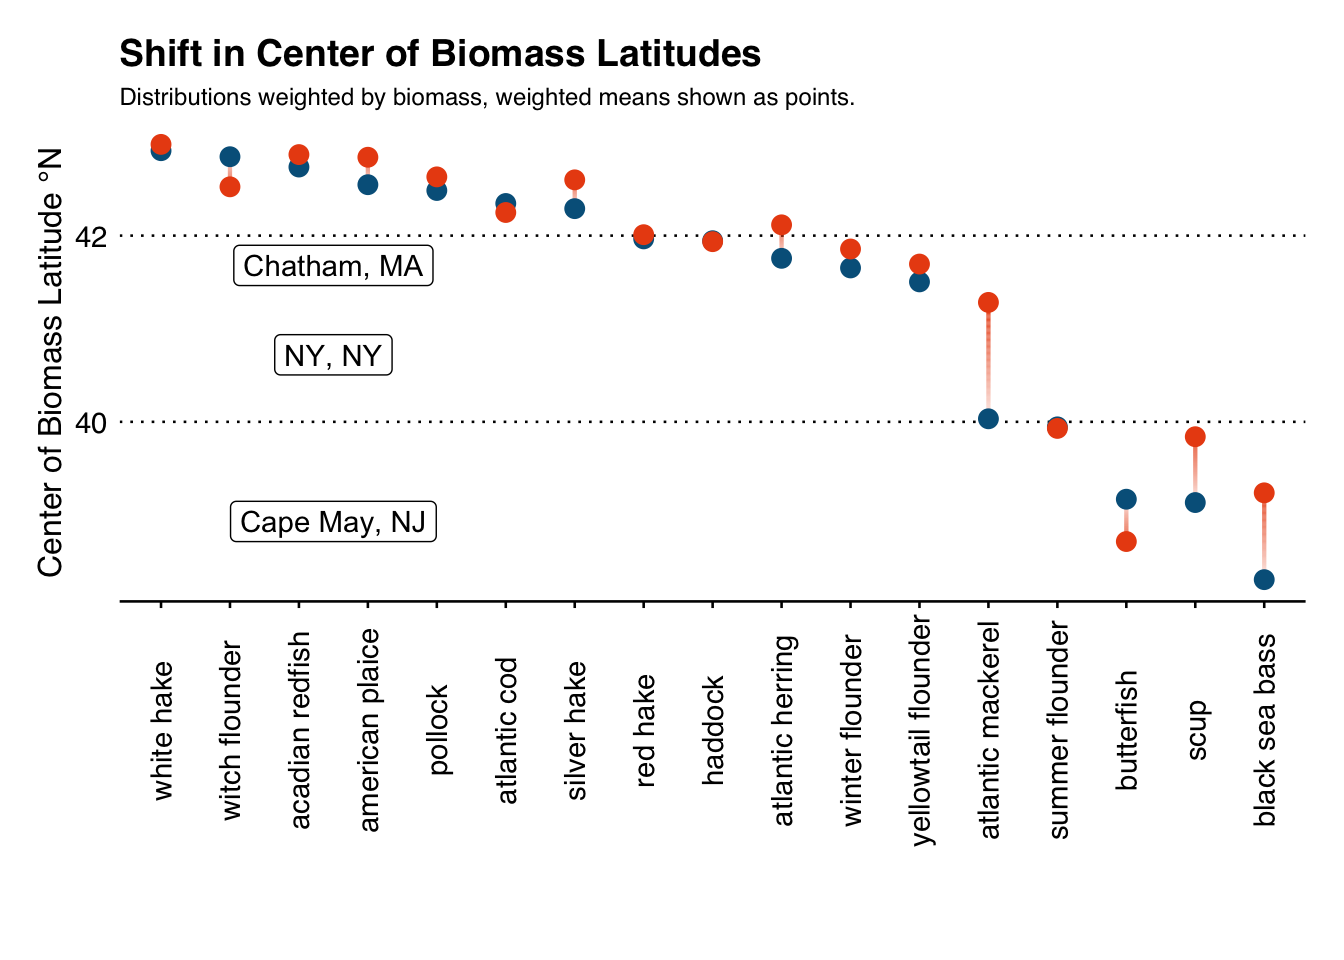 Shift in Center of Biomass Latitudes
Distributions weighted by biomass, weighted means shown as points.
Center of Biomass Latitude °N
42
Chatham, MA
NY, NY
40
Cape May, NJ
white hake
witch flounder
acadian redfish
american plaice
pollock
atlantic cod
silver hake
red hake
haddock
atlantic herring
winter flounder
yellowtail flounder
atlantic mackerel
summer flounder
butterfish
scup
black sea bass